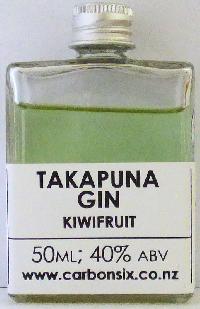 TAKAPUNA
GIN
KIWIFRUIT
50ML; 40% ABV
www.carbonsix.co.nz